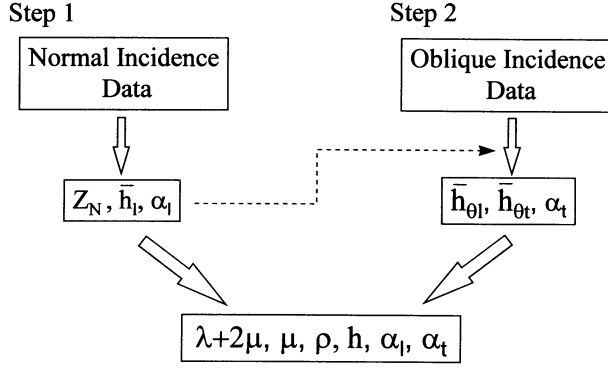 Step 1
Step 2
Normal Incidence
Data
Oblique Incidence
Data
Z_N , h̄_l, α_l
h̄_θl, h̄_θt, α_t
λ+2μ, μ, ρ, h, α_l, α_t